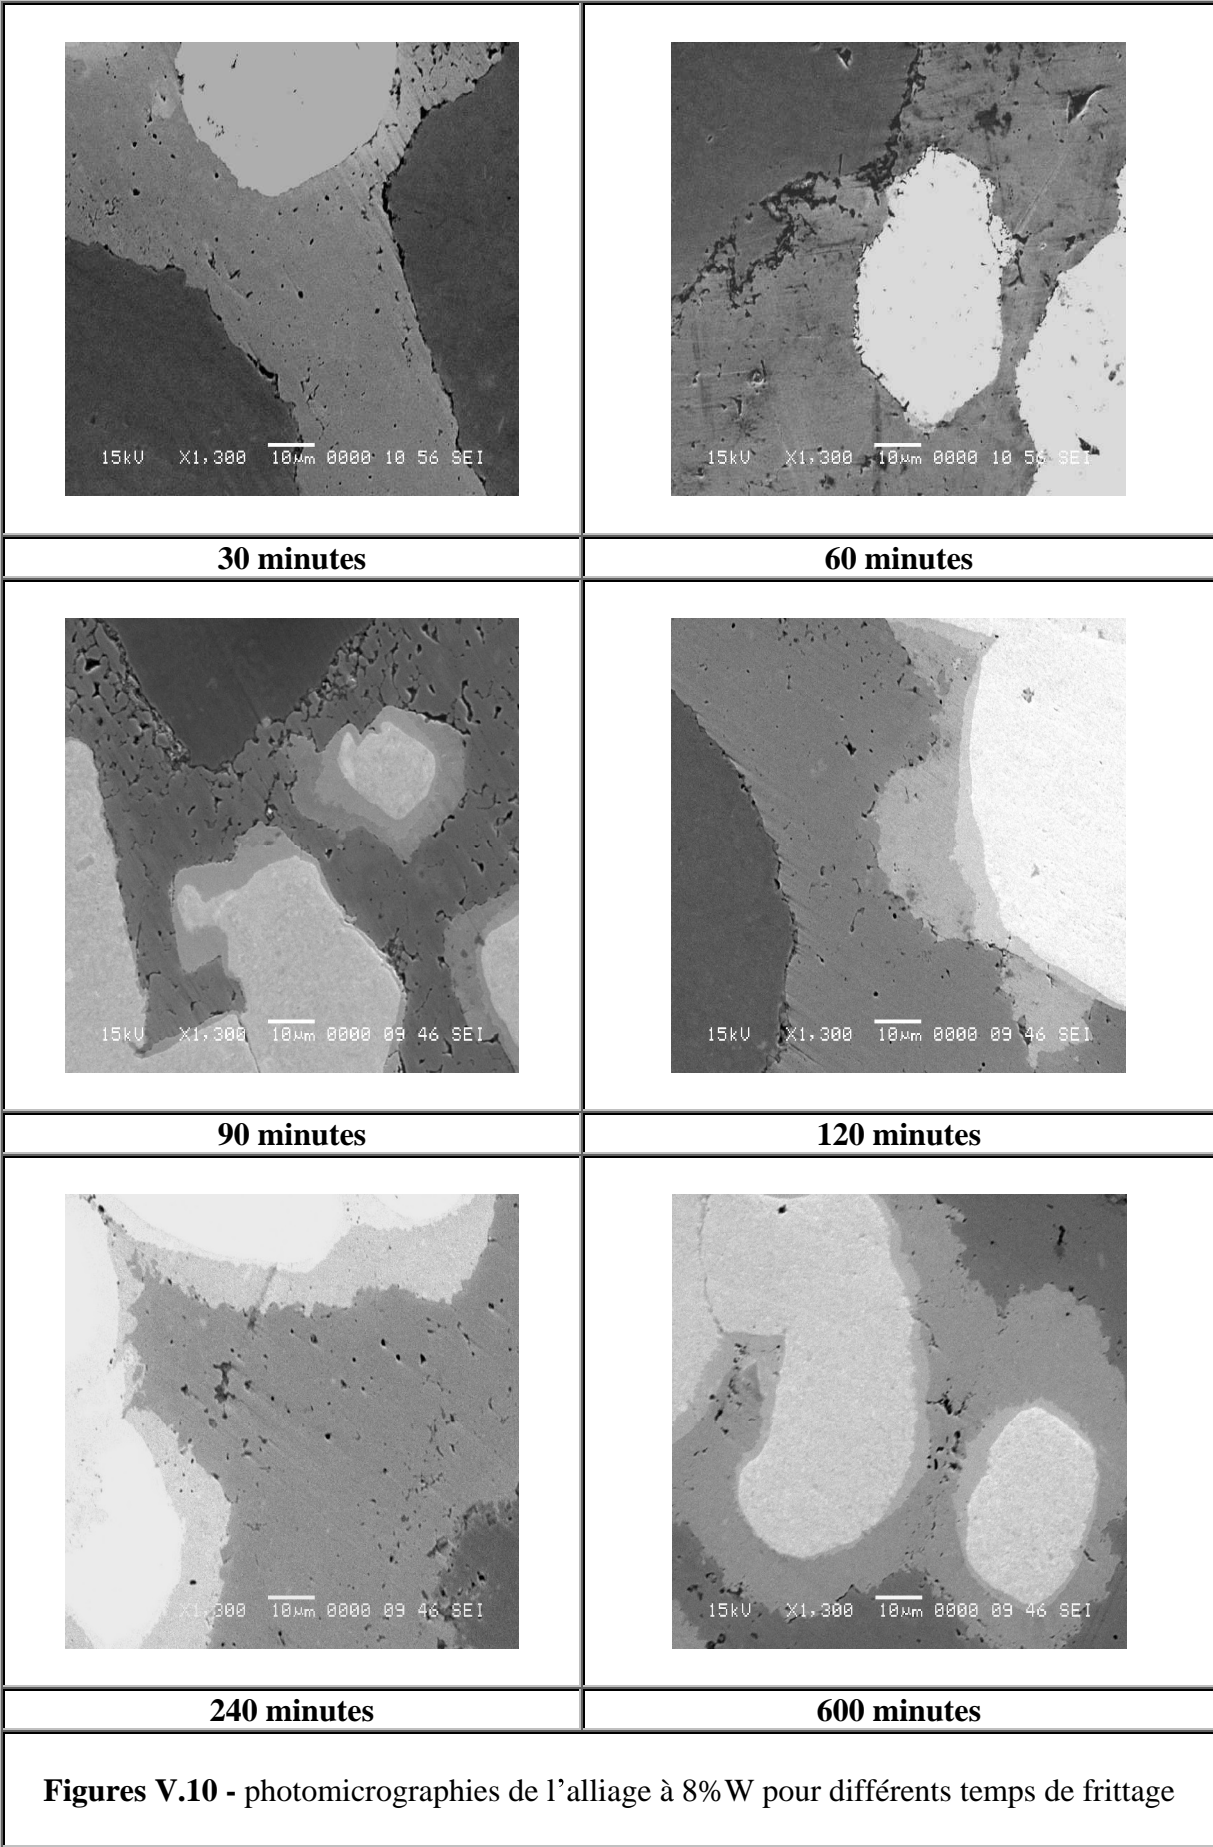 15kV X1,300 10µm 0000 10 56 SEI
15kV X1,300 10µm 0000 10 56 SEI
30 minutes
60 minutes
15kV X1,300 10µm 0000 09 46 SEI
15kV X1,300 10µm 0000 09 46 SEI
90 minutes
120 minutes
X1,300 10µm 0000 09 46 SEI
15kV X1,300 10µm 0000 09 46 SEI
240 minutes
600 minutes
Figures V.10 - photomicrographies de l’alliage à 8%W pour différents temps de frittage